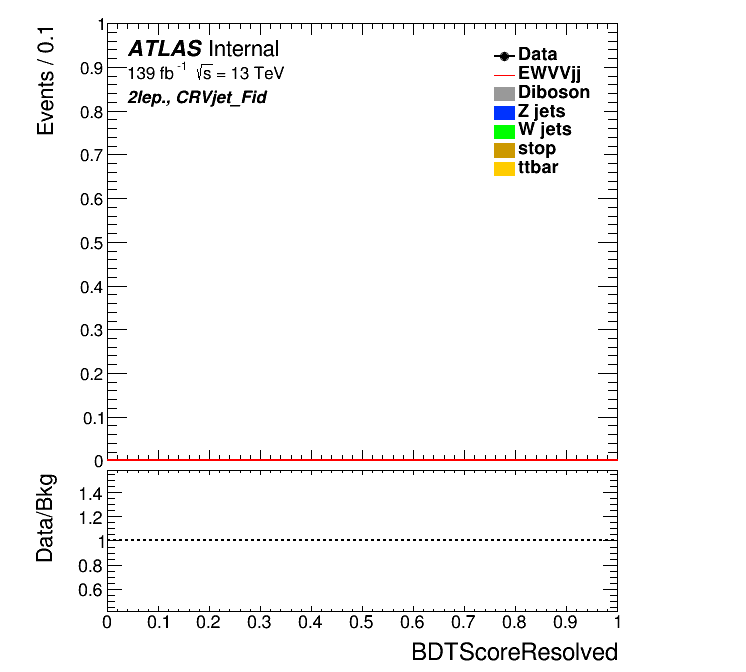 ATLAS Internal
139 fb⁻¹ √s = 13 TeV
2lep., CRVjet_Fid
Data
EWVVjj
Diboson
Z jets
W jets
stop
ttbar
Events / 0.1
1
0.9
0.8
0.7
0.6
0.5
0.4
0.3
0.2
0.1
0
Data/Bkg
1.4
1.2
1
0.8
0.6
0 0.1 0.2 0.3 0.4 0.5 0.6 0.7 0.8 0.9 1
BDTScoreResolved